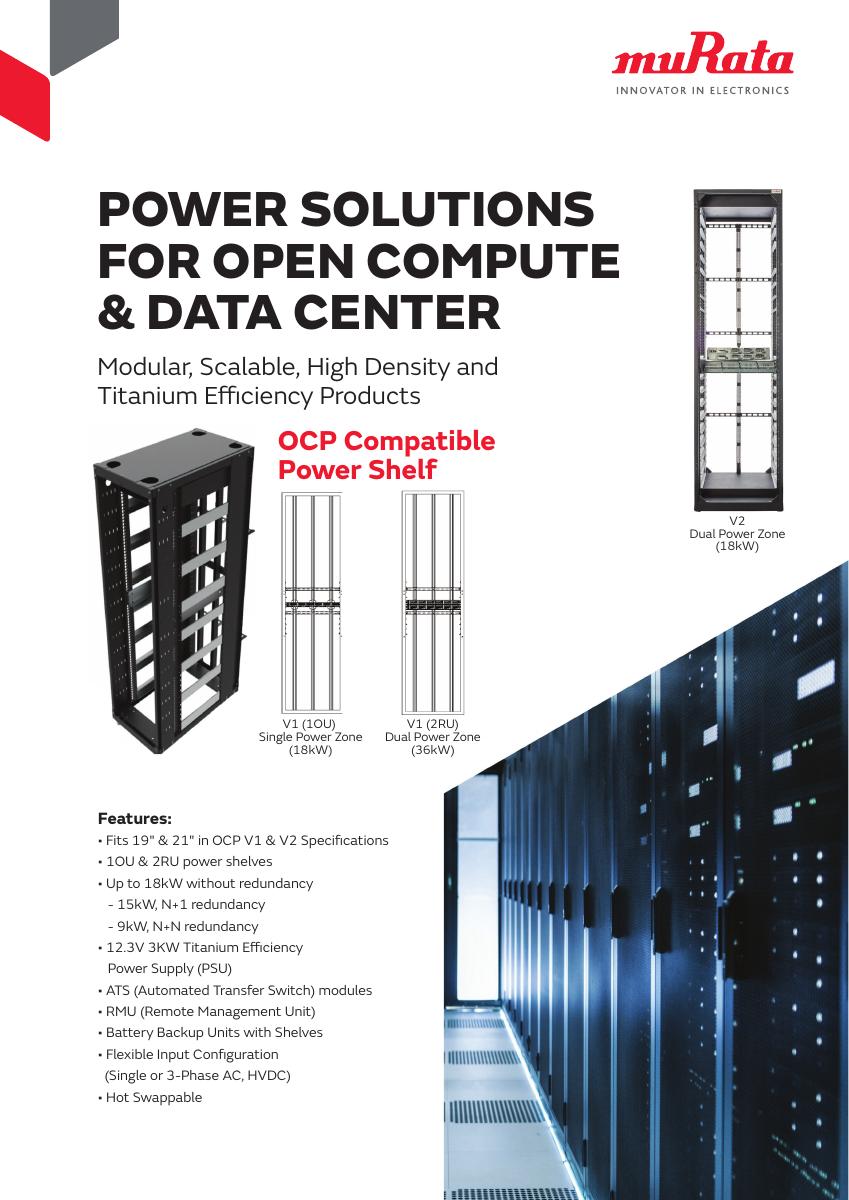 muRata
INNOVATOR IN ELECTRONICS
POWER SOLUTIONS
FOR OPEN COMPUTE
& DATA CENTER
Modular, Scalable, High Density and
Titanium Efficiency Products
OCP Compatible
Power Shelf
V2
Dual Power Zone
(18kW)
V1 (1OU)
Single Power Zone
(18kW)
V1 (2RU)
Dual Power Zone
(36kW)
Features:
• Fits 19" & 21" in OCP V1 & V2 Specifications
• 1OU & 2RU power shelves
• Up to 18kW without redundancy
- 15kW, N+1 redundancy
- 9kW, N+N redundancy
• 12.3V 3KW Titanium Efficiency
Power Supply (PSU)
• ATS (Automated Transfer Switch) modules
• RMU (Remote Management Unit)
• Battery Backup Units with Shelves
• Flexible Input Configuration
(Single or 3-Phase AC, HVDC)
• Hot Swappable